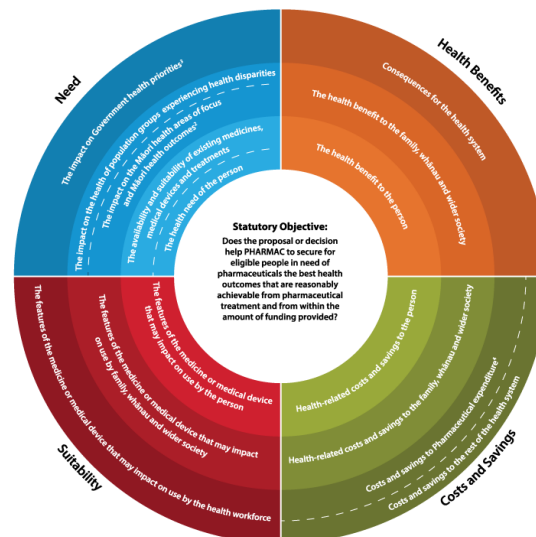 Need
The impact on Government health priorities³
The impact on the health of population groups experiencing health disparities
The impact on the Māori health areas of focus
and Māori health outcomes²
The availability and suitability of existing medicines,
medical devices and treatments
The health need of the person
Health Benefits
Consequences for the health system
The health benefit to the family, whānau and wider society
The health benefit to the person
Statutory Objective:
Does the proposal or decision
help PHARMAC to secure for
eligible people in need of
pharmaceuticals the best health
outcomes that are reasonably
achievable from pharmaceutical
treatment and from within the
amount of funding provided?
The features of the medicine or medical device
that may impact on use by the person
The features of the medicine or medical device that may impact
on use by family, whānau and wider society
The features of the medicine or medical device that may impact on use by the health workforce
Suitability
Health-related costs and savings to the person
Health-related costs and savings to the family, whānau and wider society
Costs and savings to Pharmaceutical expenditure⁴
Costs and savings to the rest of the health system
Costs and Savings